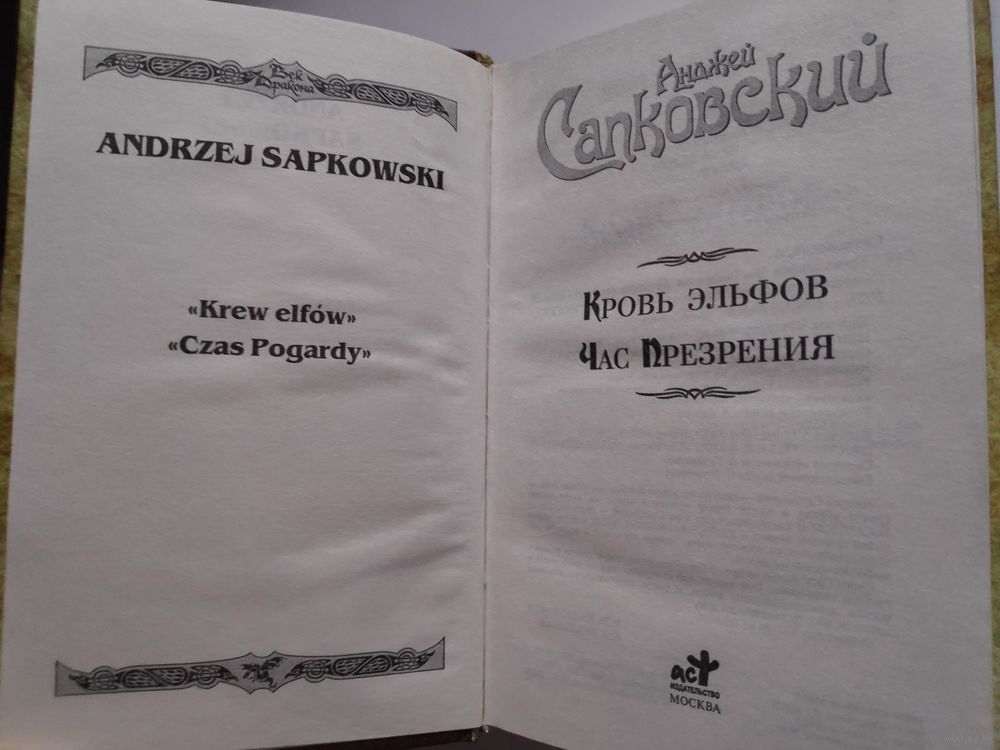 Век
Дракона
ANDRZEJ SAPKOWSKI
«Krew elfów»
«Czas Pogardy»
Анджей
Сапковский
Кровь эльфов
Час Презрения
аст
издательство
МОСКВА